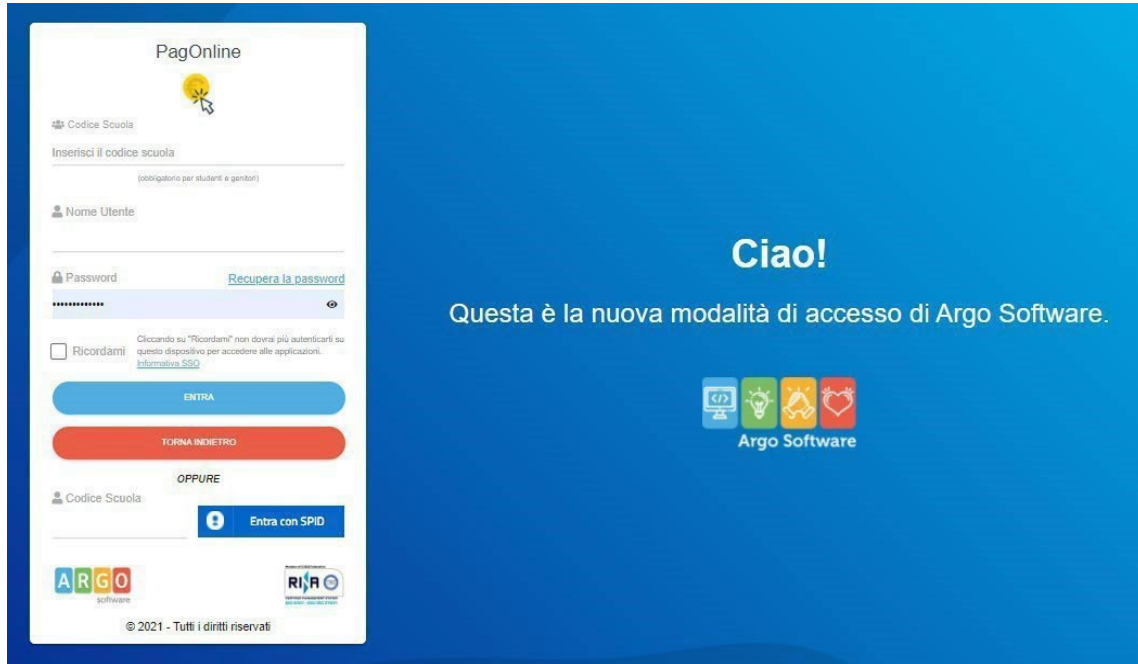 PagOnline
Codice Scuola
Inserisci il codice scuola
(obbligatorio per studenti e genitori)
Nome Utente
Password
Recupera la password
•••••••••••••
Ricordami
Cliccando su "Ricordami" non dovrai più autenticarti su
questo dispositivo per accedere alle applicazioni.
Informativa SSO
ENTRA
TORNA INDIETRO
OPPURE
Codice Scuola
Entra con SPID
ARGO
software
RINA
© 2021 - Tutti i diritti riservati
Ciao!
Questa è la nuova modalità di accesso di Argo Software.
</>
Argo Software